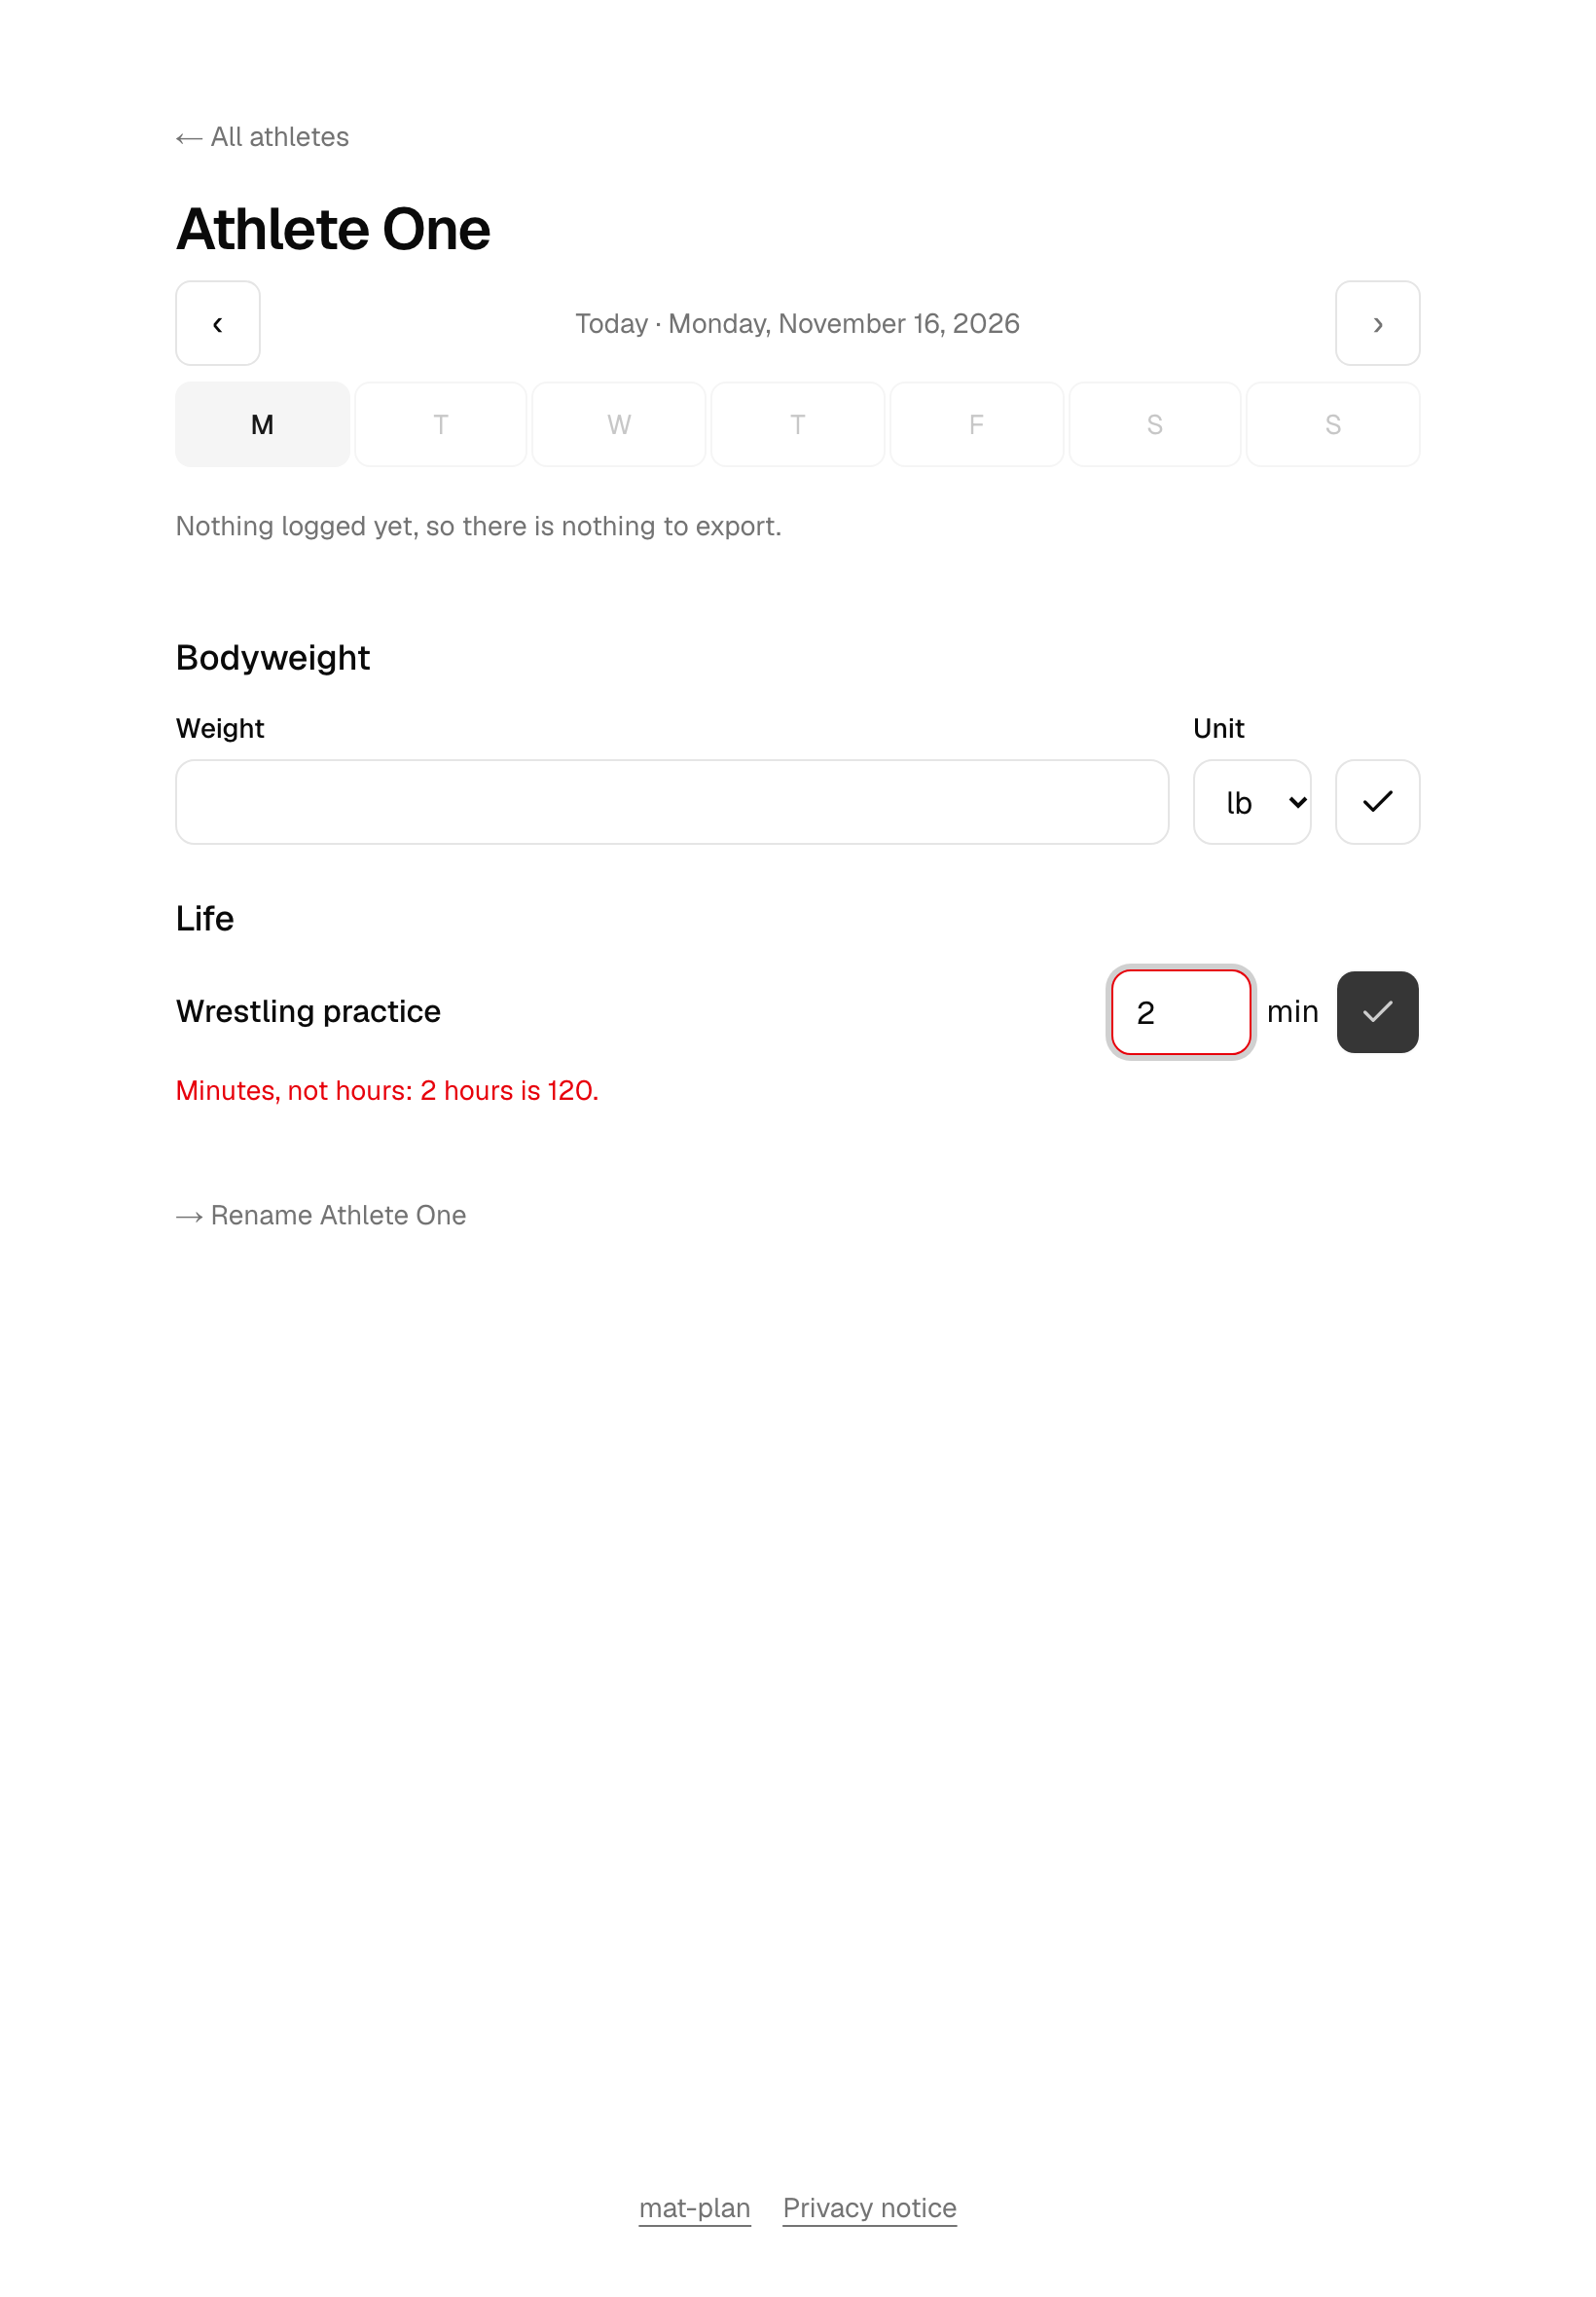 ← All athletes
Athlete One
‹ Today · Monday, November 16, 2026 ›
M T W T F S S
Nothing logged yet, so there is nothing to export.
Bodyweight
Weight Unit
lb
Life
Wrestling practice 2 min
Minutes, not hours: 2 hours is 120.
→ Rename Athlete One
mat-plan Privacy notice